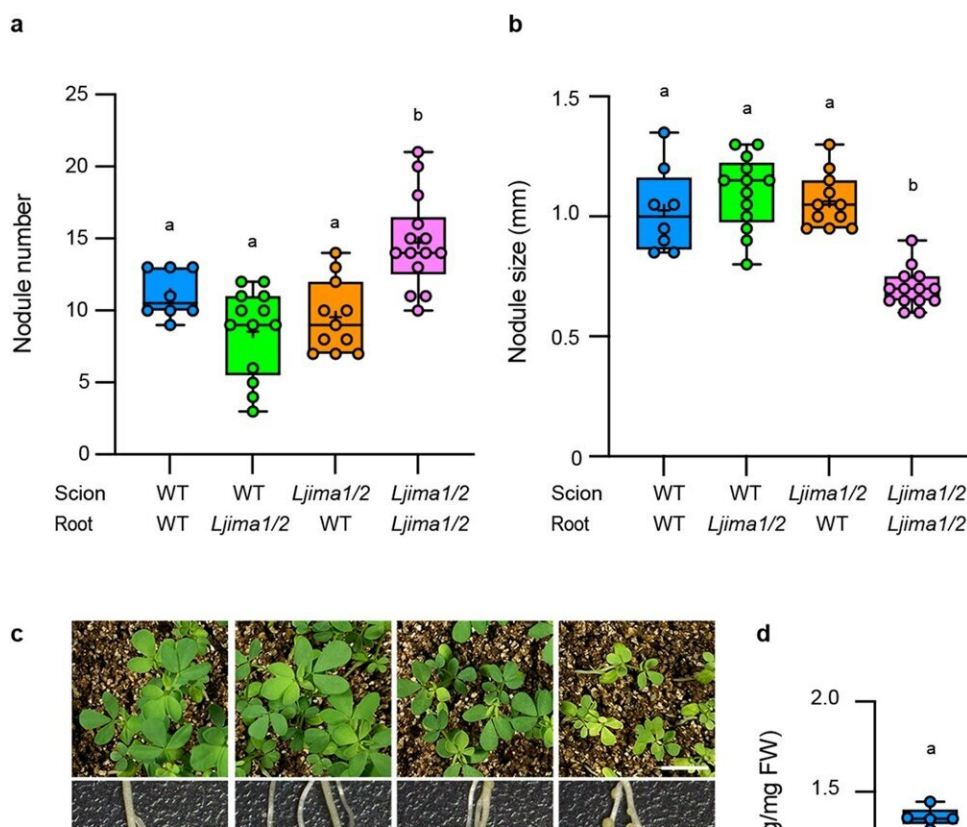 a
25
20
15
10
5
0
Nodule number
a
a
a
b
Scion WT WT Ljima1/2 Ljima1/2
Root WT Ljima1/2 WT Ljima1/2
b
1.5
1.0
0.5
0
Nodule size (mm)
a
a
a
b
Scion WT WT Ljima1/2 Ljima1/2
Root WT Ljima1/2 WT Ljima1/2
c
d
2.0
1.5
g/mg FW)
a